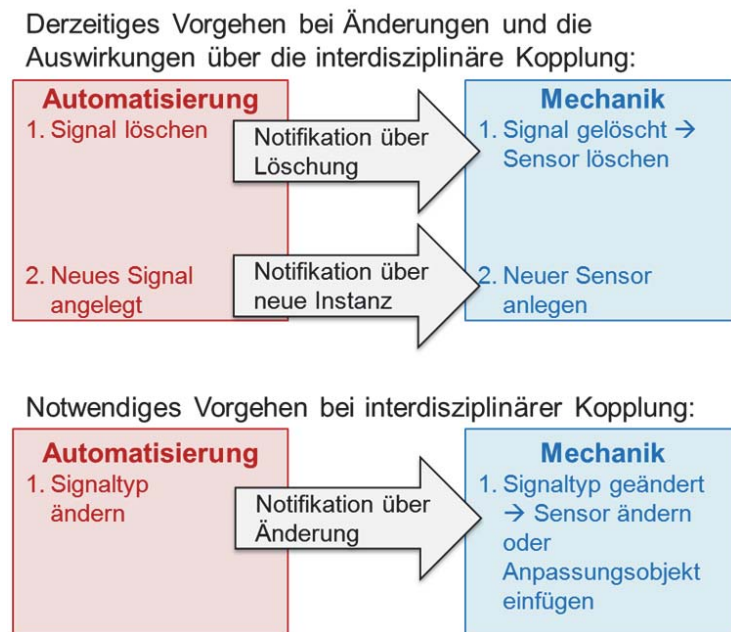 Derzeitiges Vorgehen bei Änderungen und die
Auswirkungen über die interdisziplinäre Kopplung:
Automatisierung
1. Signal löschen
2. Neues Signal
angelegt
Notifikation über
Löschung
Notifikation über
neue Instanz
Mechanik
1. Signal gelöscht →
Sensor löschen
2. Neuer Sensor
anlegen
Notwendiges Vorgehen bei interdisziplinärer Kopplung:
Automatisierung
1. Signaltyp
ändern
Notifikation über
Änderung
Mechanik
1. Signaltyp geändert
→ Sensor ändern
oder
Anpassungsobjekt
einfügen